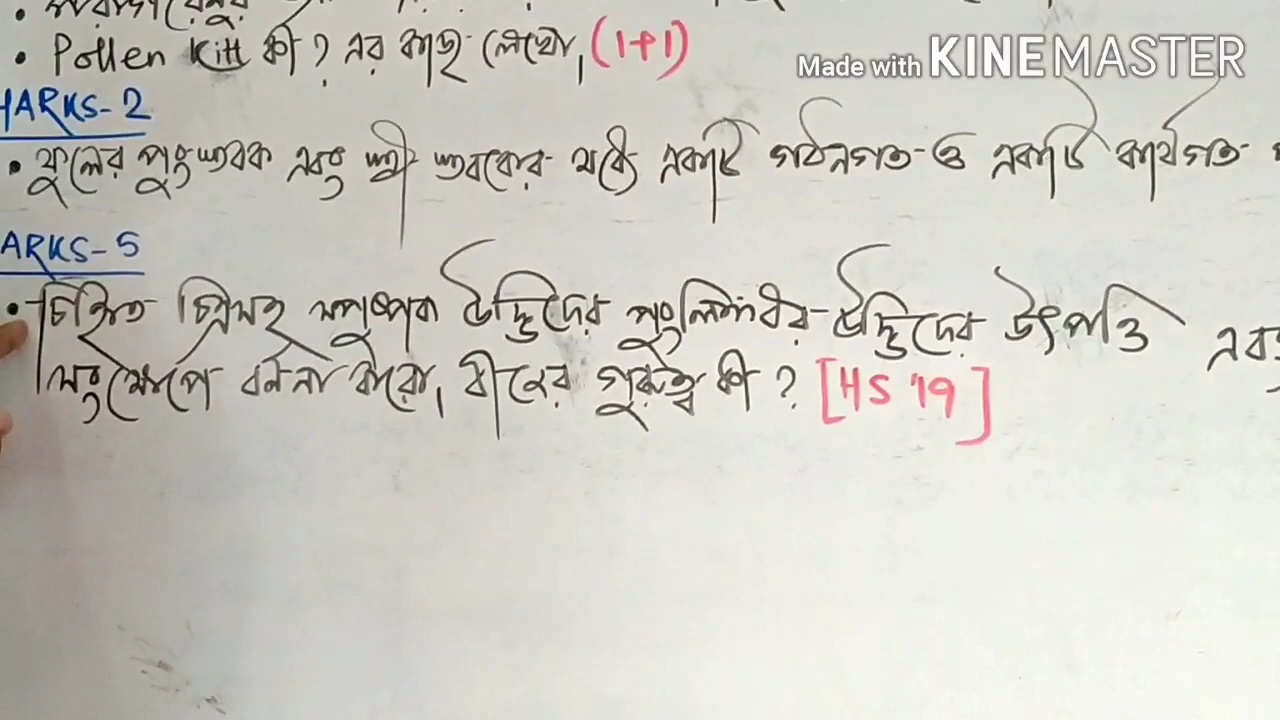 • Pollen Kitt কী? এর কাজ লেখো, (1+1)
Made with KINEMASTER
MARKS-2
• ফুলের পুং স্তবক এবং স্ত্রী স্তবকের মধ্যে একটি গঠনগত ও একটি কার্যগত
MARKS-5
• চিহ্নিত চিত্রসহ সপুষ্পক উদ্ভিদের পুংলিঙ্গধর উদ্ভিদের উৎপত্তি এবং
সংক্ষেপে বর্ননা করো, বীজের গুরুত্ব কী? [HS '19]